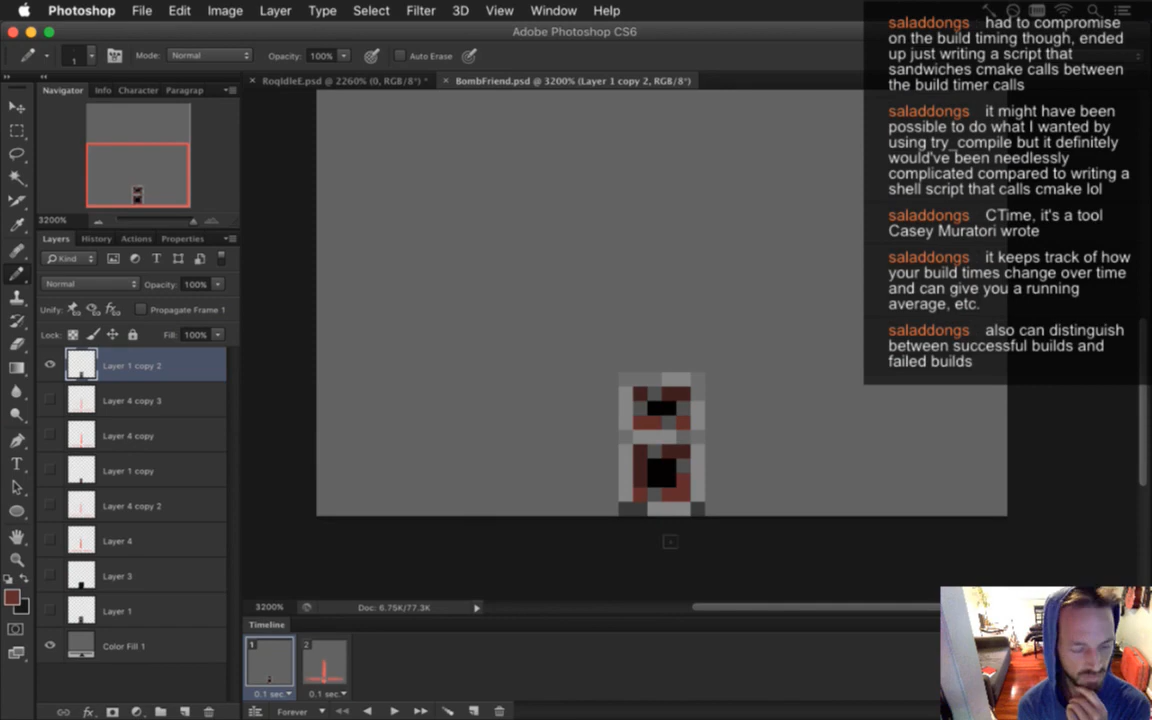 Photoshop File Edit Image Layer Type Select Filter 3D View Window Help
Adobe Photoshop CS6
1 Mode: Normal Opacity: 100% Auto Erase
RoqIdleE.psd @ 2260% (0, RGB/8*) * BombFriend.psd @ 3200% (Layer 1 copy 2, RGB/8*)
Navigator Info Character Paragrap
3200%
Layers History Actions Properties
Kind
Normal Opacity: 100%
Unify: Propagate Frame 1
Lock: Fill: 100%
Layer 1 copy 2
Layer 4 copy 3
Layer 4 copy
Layer 1 copy
Layer 4 copy 2
Layer 4
Layer 3
Layer 1
Color Fill 1
3200% Doc: 6.75K/77.3K
Timeline
1 2
0.1 sec. 0.1 sec.
Forever
saladdongs had to compromise
on the build timing though, ended
up just writing a script that
sandwiches cmake calls between
the build timer calls
saladdongs it might have been
possible to do what I wanted by
using try_compile but it definitely
would've been needlessly
complicated compared to writing a
shell script that calls cmake lol
saladdongs CTime, it's a tool
Casey Muratori wrote
saladdongs it keeps track of how
your build times change over time
and can give you a running
average, etc.
saladdongs also can distinguish
between successful builds and
failed builds